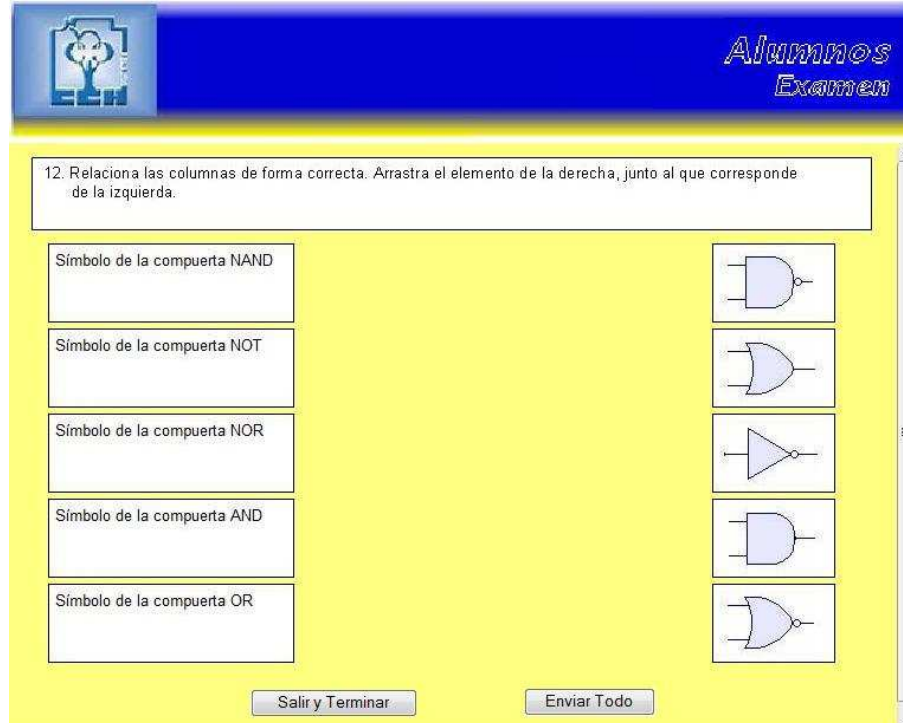 CCH
Alumnos
Examen
12. Relaciona las columnas de forma correcta. Arrastra el elemento de la derecha, junto al que corresponde
de la izquierda.
Símbolo de la compuerta NAND
Símbolo de la compuerta NOT
Símbolo de la compuerta NOR
Símbolo de la compuerta AND
Símbolo de la compuerta OR
Salir y Terminar
Enviar Todo